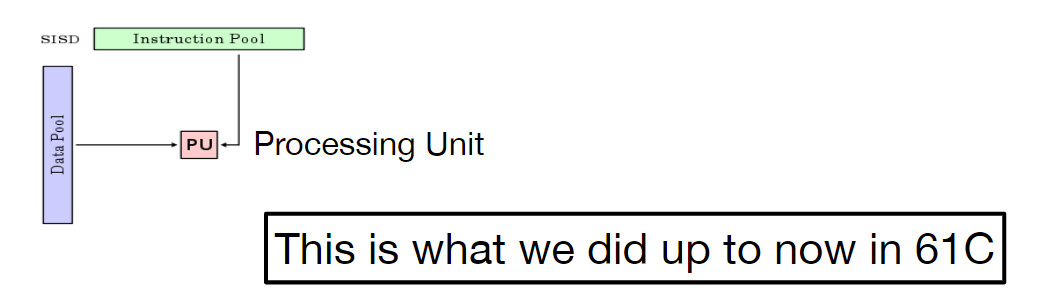 SISD
Instruction Pool
Data Pool
PU
Processing Unit
This is what we did up to now in 61C